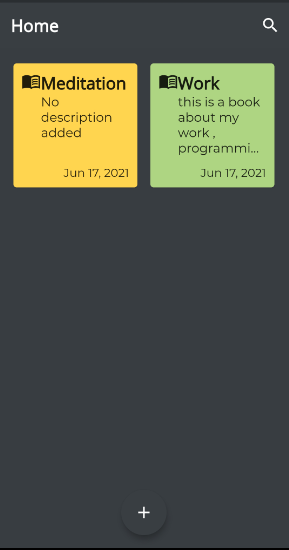 Home
Meditation
No
description
added
Jun 17, 2021
Work
this is a book
about my
work ,
programmi...
Jun 17, 2021
+